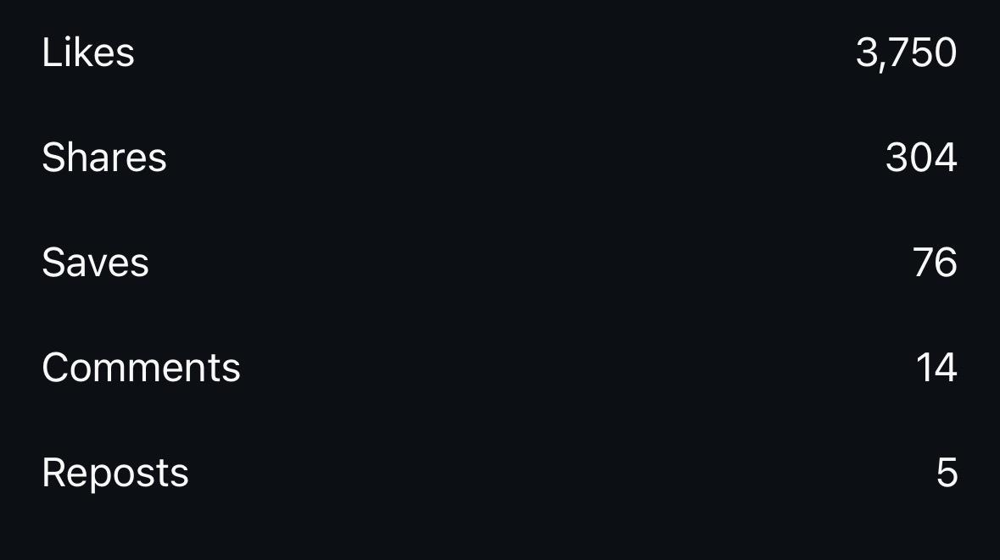 Likes 3,750
Shares 304
Saves 76
Comments 14
Reposts 5